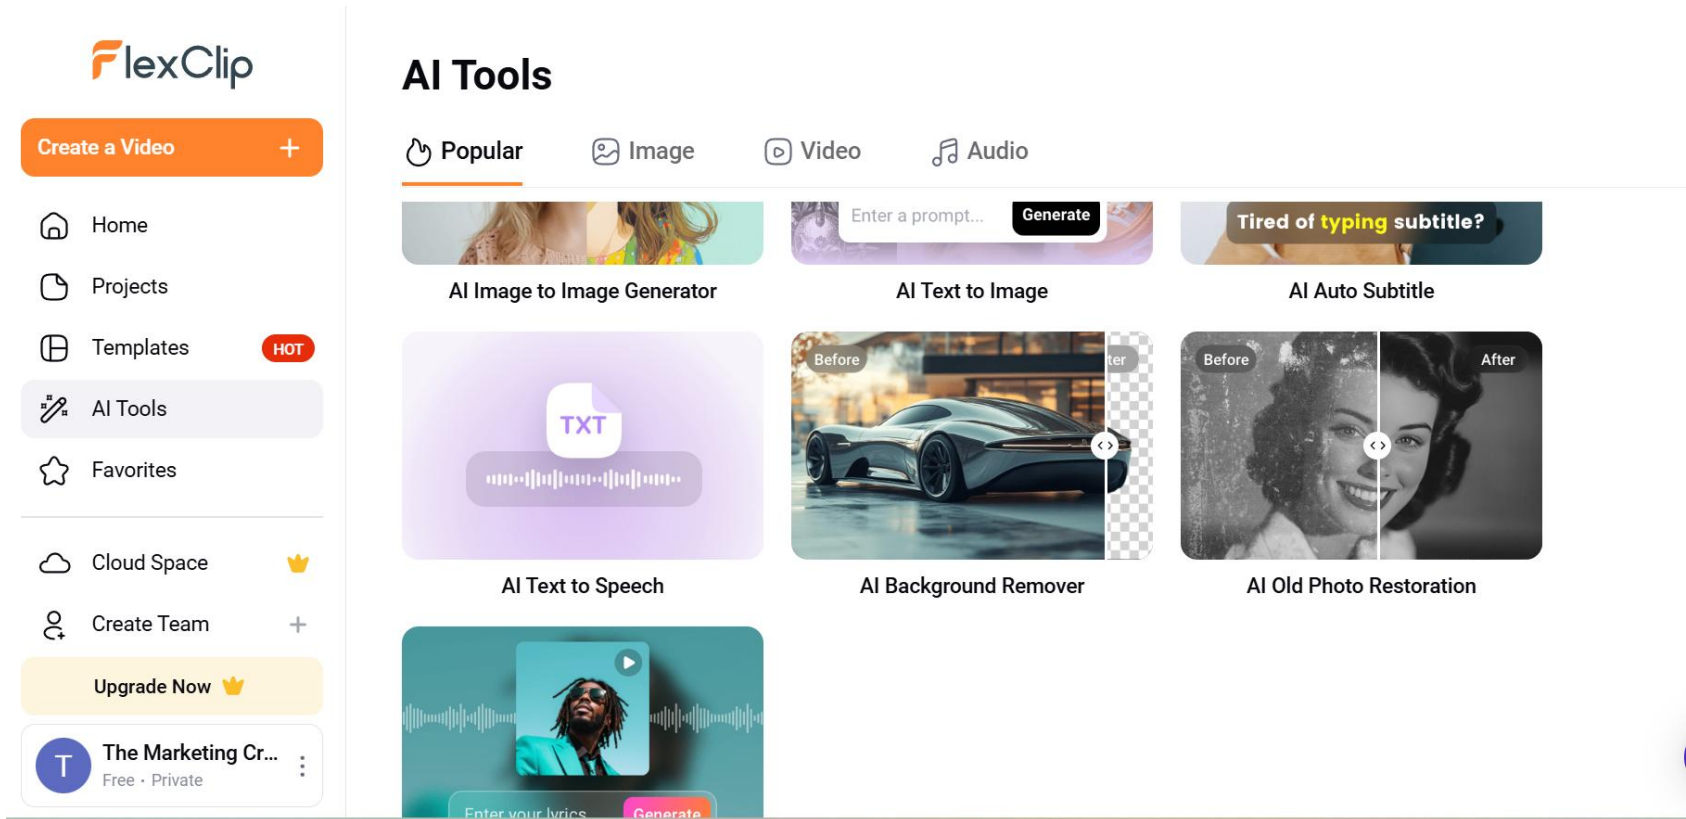 FlexClip
Create a Video +
Home
Projects
Templates HOT
AI Tools
Favorites
Cloud Space
Create Team +
Upgrade Now
T The Marketing Cr...
Free • Private
AI Tools
Popular Image Video Audio
Enter a prompt... Generate
Tired of typing subtitle?
AI Image to Image Generator
AI Text to Image
AI Auto Subtitle
TXT
Before ter
Before After
AI Text to Speech
AI Background Remover
AI Old Photo Restoration
Enter your lyrics Generate